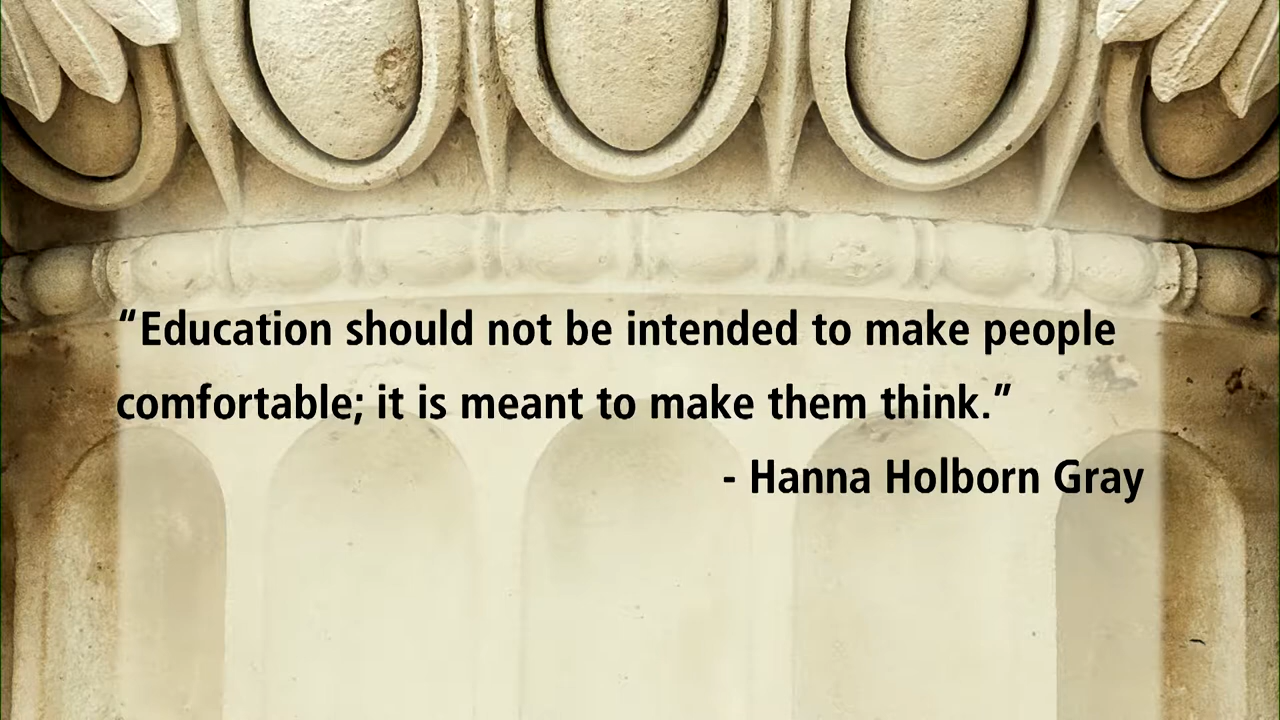 “Education should not be intended to make people
comfortable; it is meant to make them think.”
- Hanna Holborn Gray